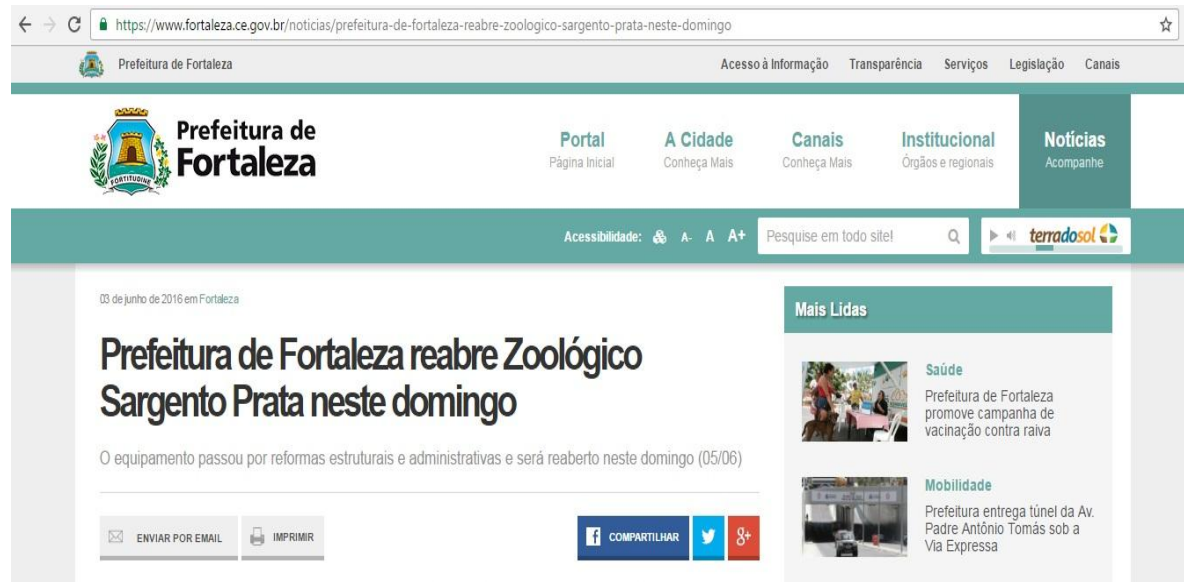 https://www.fortaleza.ce.gov.br/noticias/prefeitura-de-fortaleza-reabre-zoologico-sargento-prata-neste-domingo
Prefeitura de Fortaleza
Acesso à Informação Transparência Serviços Legislação Canais
FORTITUDINE
Prefeitura de
Fortaleza
Portal
Página Inicial
A Cidade
Conheça Mais
Canais
Conheça Mais
Institucional
Órgãos e regionais
Notícias
Acompanhe
Acessibilidade: A- A A+
Pesquise em todo site!
terradosol
03 de junho de 2016 em Fortaleza
Prefeitura de Fortaleza reabre Zoológico
Sargento Prata neste domingo
O equipamento passou por reformas estruturais e administrativas e será reaberto neste domingo (05/06)
ENVIAR POR EMAIL
IMPRIMIR
f COMPARTILHAR
8+
Mais Lidas
Saúde
Prefeitura de Fortaleza
promove campanha de
vacinação contra raiva
Mobilidade
Prefeitura entrega túnel da Av.
Padre Antônio Tomás sob a
Via Expressa